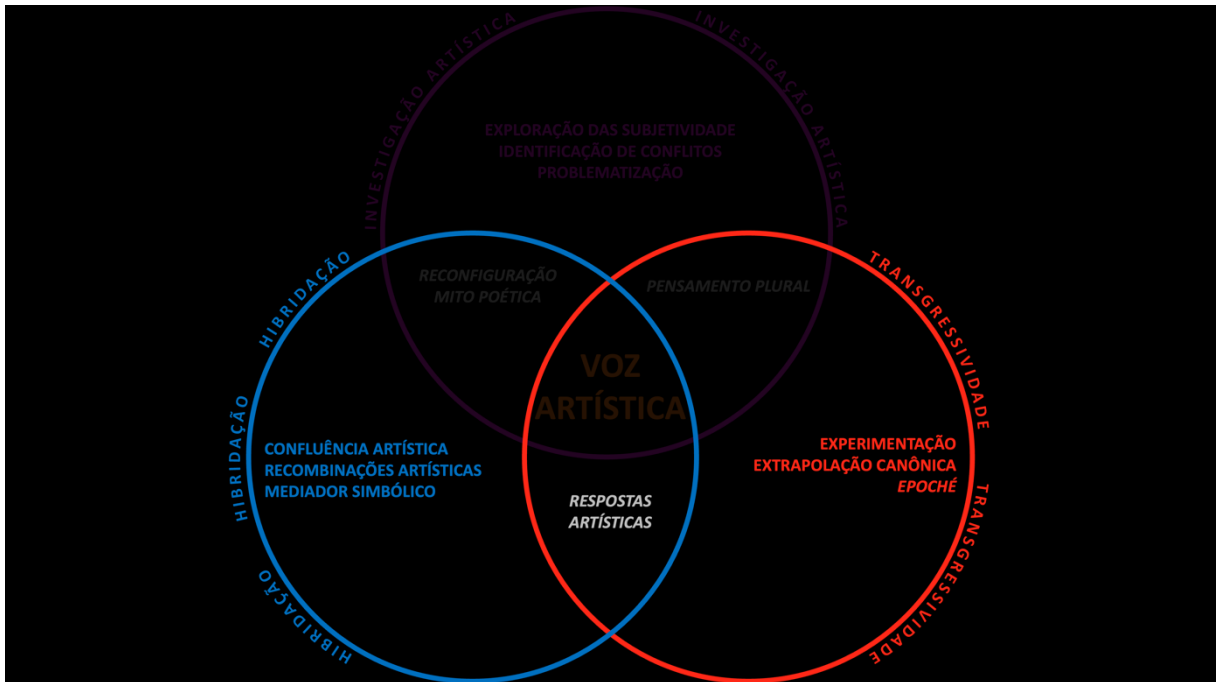 INVESTIGAÇÃO ARTÍSTICA
INVESTIGAÇÃO ARTÍSTICA
EXPLORAÇÃO DAS SUBJETIVIDADE
IDENTIFICAÇÃO DE CONFLITOS
PROBLEMATIZAÇÃO
HIBRIDAÇÃO
HIBRIDAÇÃO
HIBRIDAÇÃO
TRANSGRESSIVIDADE
TRANSGRESSIVIDADE
RECONFIGURAÇÃO
MITO POÉTICA
PENSAMENTO PLURAL
VOZ
ARTÍSTICA
CONFLUÊNCIA ARTÍSTICA
RECOMBINAÇÕES ARTÍSTICAS
MEDIADOR SIMBÓLICO
EXPERIMENTAÇÃO
EXTRAPOLAÇÃO CANÔNICA
EPOCHÉ
RESPOSTAS
ARTÍSTICAS